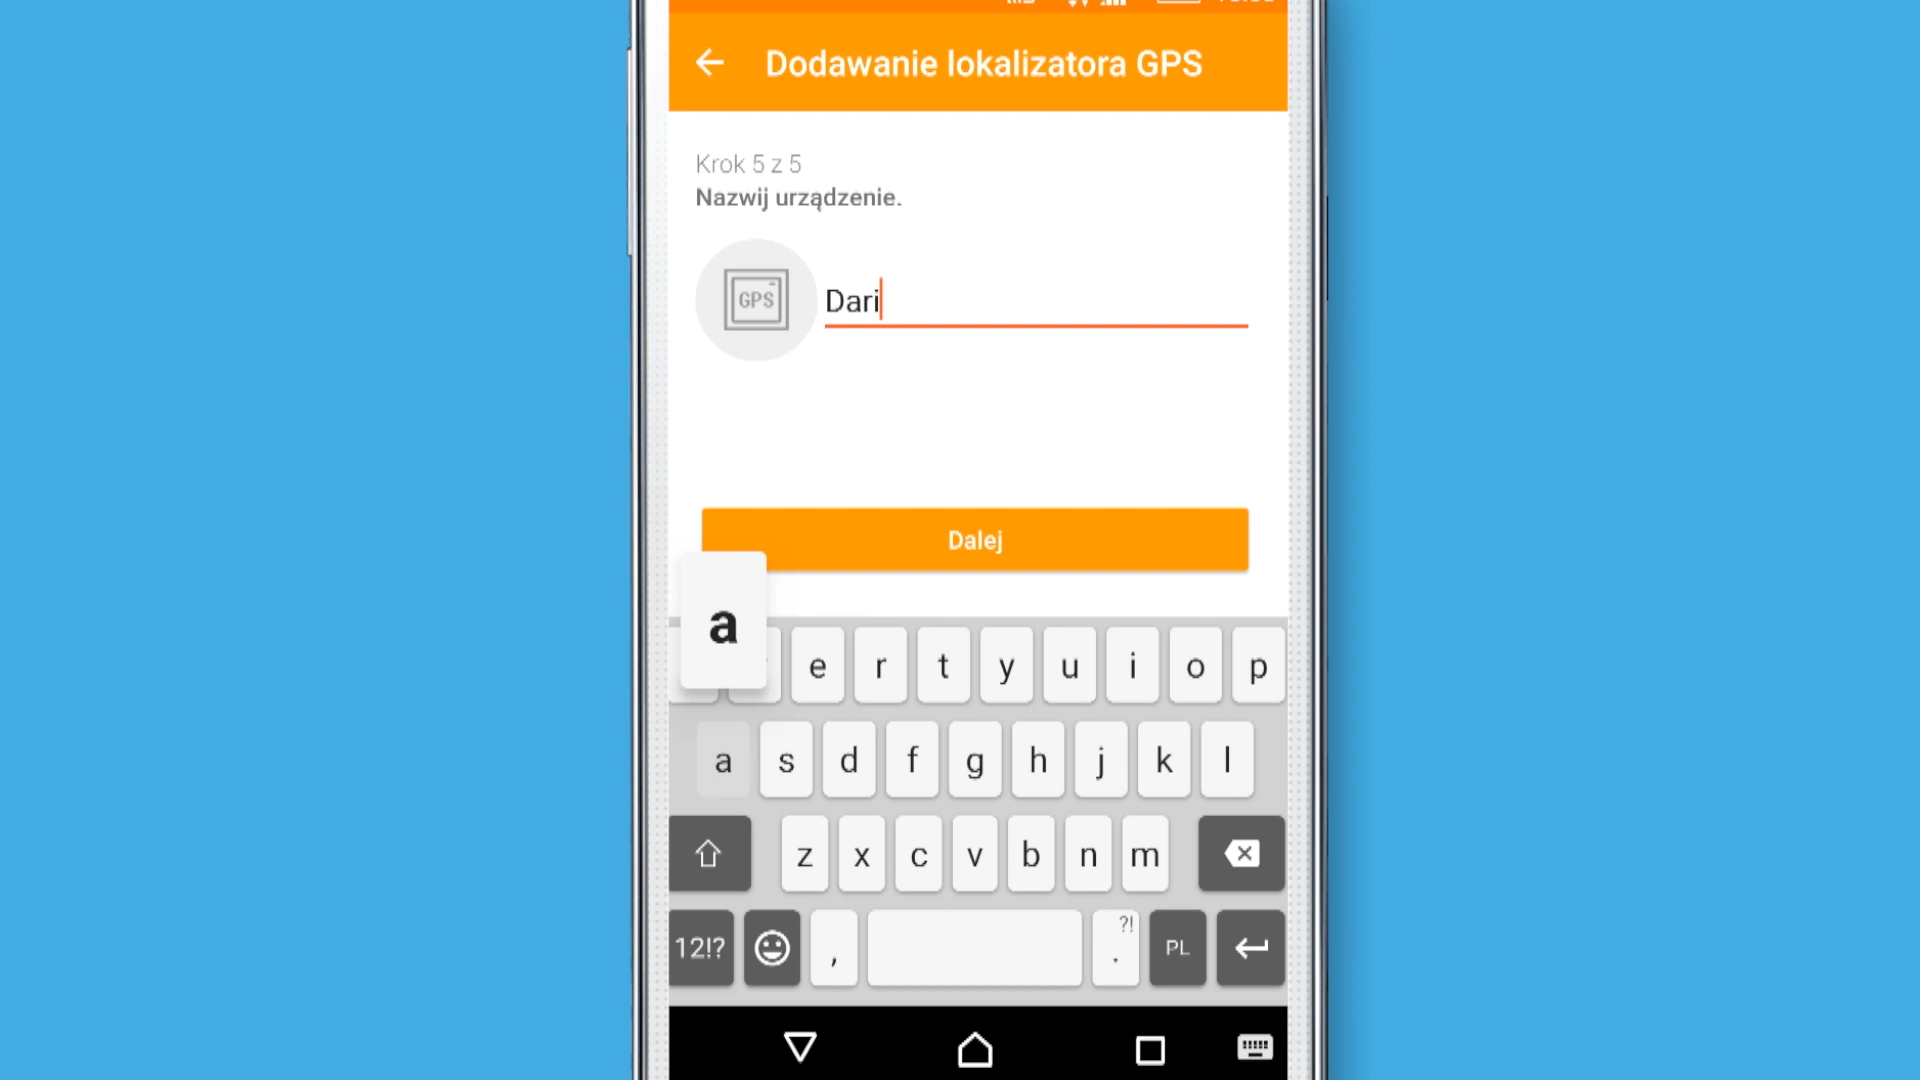 Dodawanie lokalizatora GPS
Krok 5 z 5
Nazwij urządzenie.
GPS
Dari
Dalej
a
e r t y u i o p
a s d f g h j k l
z x c v b n m
12!? , ?! . PL